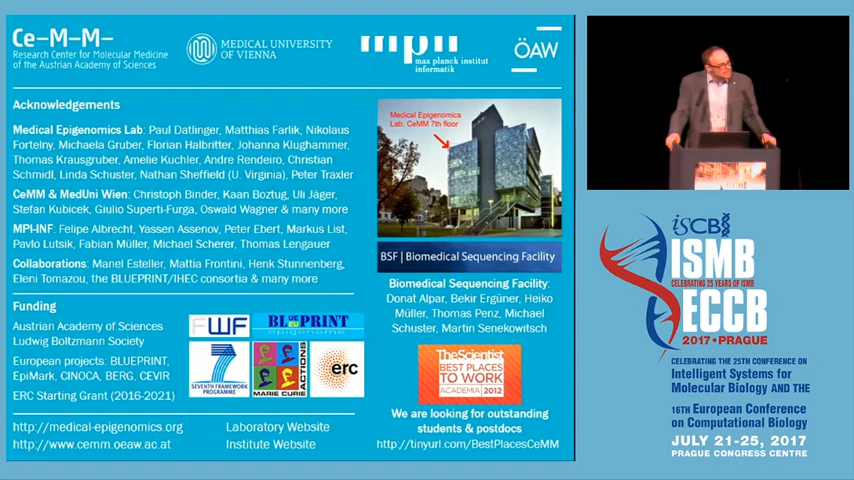 Ce-M-M-
Research Center for Molecular Medicine
of the Austrian Academy of Sciences
MEDICAL UNIVERSITY
OF VIENNA
max planck institut
informatik
ÖAW
Acknowledgements
Medical Epigenomics Lab: Paul Datlinger, Matthias Farlik, Nikolaus
Fortelny, Michaela Gruber, Florian Halbritter, Johanna Klughammer,
Thomas Krausgruber, Amelie Kuchler, Andre Rendeiro, Christian
Schmidl, Linda Schuster, Nathan Sheffield (U. Virginia), Peter Traxler
CeMM & MedUni Wien: Christoph Binder, Kaan Boztug, Uli Jäger,
Stefan Kubicek, Giulio Superti-Furga, Oswald Wagner & many more
MPI-INF: Felipe Albrecht, Yassen Assenov, Peter Ebert, Markus List,
Pavlo Lutsik, Fabian Müller, Michael Scherer, Thomas Lengauer
Collaborations: Manel Esteller, Mattia Frontini, Henk Stunnenberg,
Eleni Tomazou, the BLUEPRINT/IHEC consortia & many more
Funding
Austrian Academy of Sciences
Ludwig Boltzmann Society
European projects: BLUEPRINT,
EpiMark, CINOCA, BERG, CEVIR
ERC Starting Grant (2016-2021)
FWF
BLUEPRINT
epigenome
SEVENTH FRAMEWORK
PROGRAMME
MARIE CURIE
ACTIONS
erc
http://medical-epigenomics.org Laboratory Website
http://www.cemm.oeaw.ac.at Institute Website
Medical Epigenomics
Lab, CeMM 7th floor
BSF | Biomedical Sequencing Facility
Biomedical Sequencing Facility:
Donat Alpar, Bekir Ergüner, Heiko
Müller, Thomas Penz, Michael
Schuster, Martin Senekowitsch
TheScientist
BEST PLACES
TO WORK
ACADEMIA 2012
We are looking for outstanding
students & postdocs
http://tinyurl.com/BestPlacesCeMM
PRAGUE
iSCB
ISMB
CELEBRATING 25 YEARS OF ISMB
ECCB
2017 • PRAGUE
CELEBRATING THE 25TH CONFERENCE ON
Intelligent Systems for
Molecular Biology AND THE
16TH European Conference
on Computational Biology
JULY 21-25, 2017
PRAGUE CONGRESS CENTRE